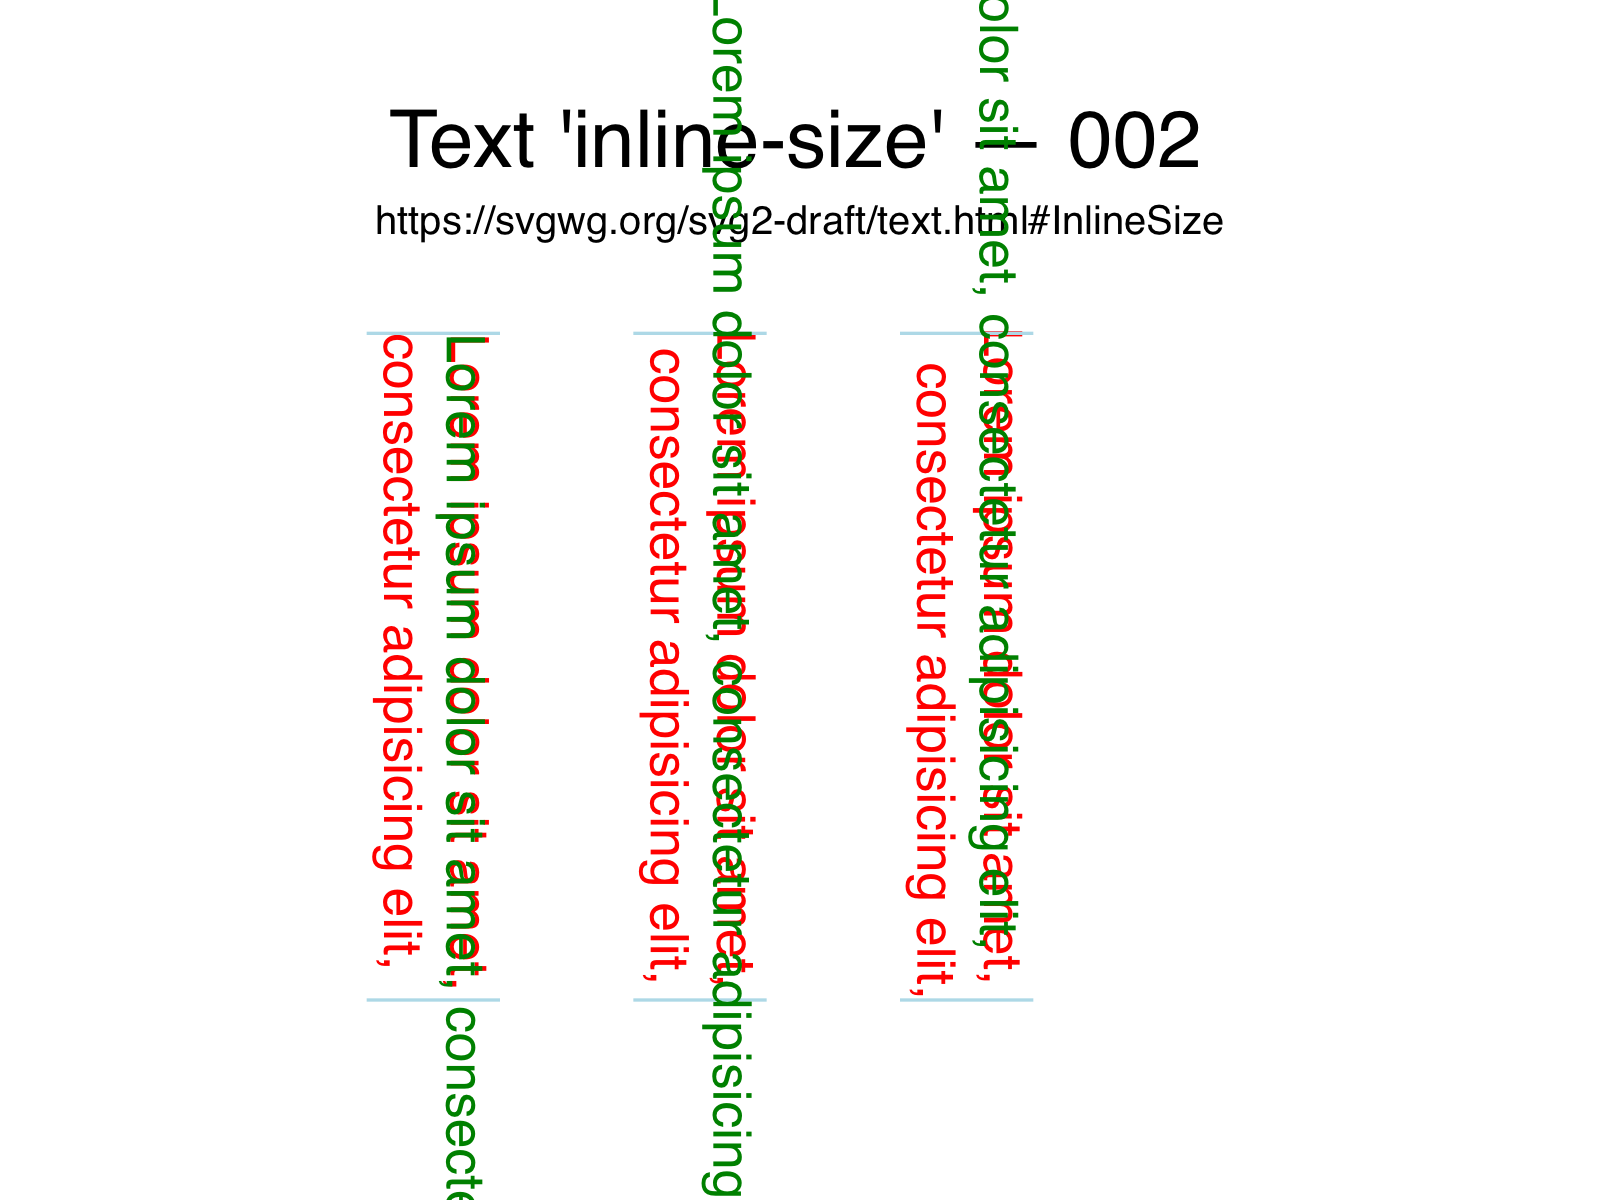 Text 'inline-size' — 002
https://svgwg.org/svg2-draft/text.html#InlineSize
Lorem ipsum dolor sit amet,
consectetur adipisicing elit,
Lorem ipsum dolor sit amet, consecte
Lorem ipsum dolor sit amet,
consectetur adipisicing elit,
Lorem ipsum dolor sit amet, consectetur adipisicing
Lorem ipsum dolor sit amet,
consectetur adipisicing elit,
olor sit amet, consectetur adipisicing elit,